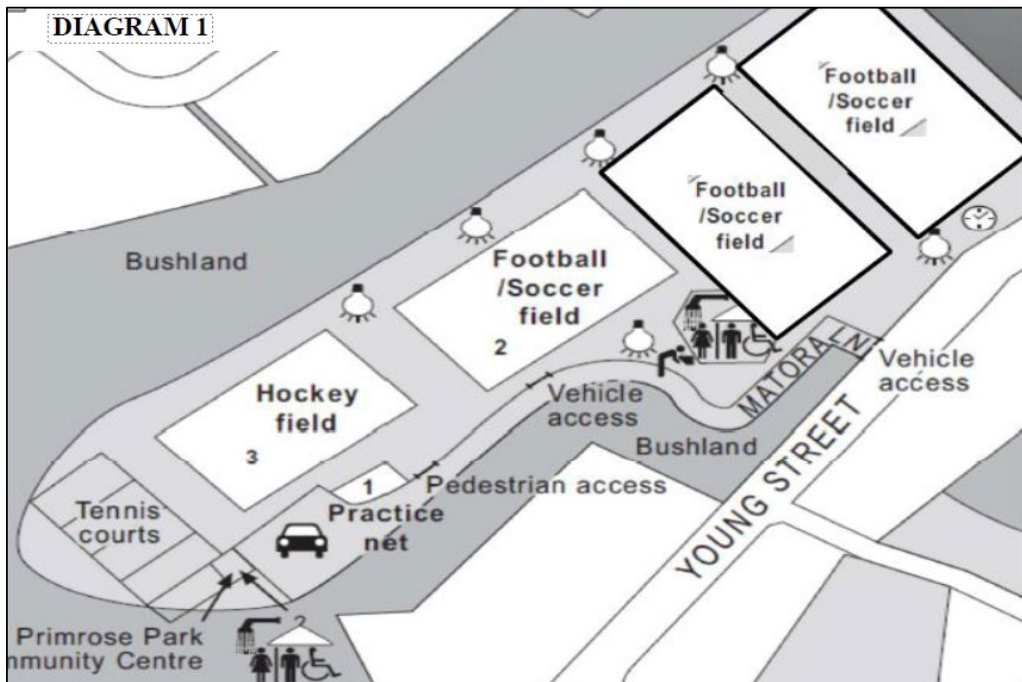 DIAGRAM 1
Football
/Soccer
field
Football
/Soccer
field
Bushland
Football
/Soccer
field
2
MATORA LN
Vehicle
access
Hockey
field
3
Vehicle
access
Bushland
YOUNG STREET
1
Pedestrian access
Practice
net
Tennis
courts
Primrose Park
mmunity Centre